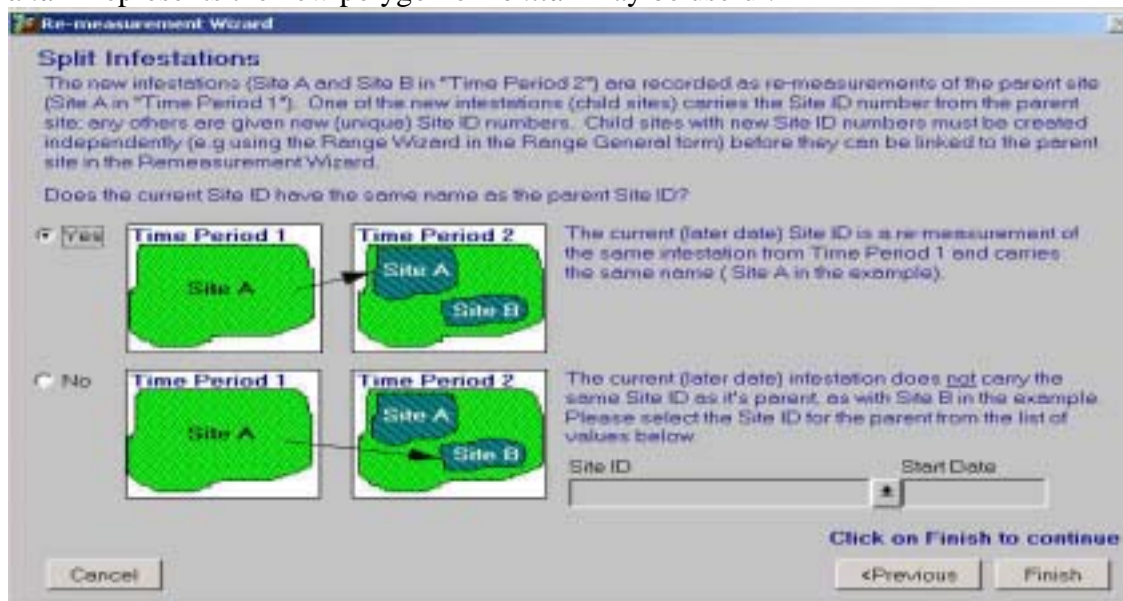 Re-measurement Wizard
Split Infestations
The new infestations (Site A and Site B in "Time Period 2") are recorded as re-measurements of the parent site
(Site A in "Time Period 1"). One of the new infestations (child sites) carries the Site ID number from the parent
site; any others are given new (unique) Site ID numbers. Child sites with new Site ID numbers must be created
independently (e.g using the Range Wizard in the Range General form) before they can be linked to the parent
site in the Remeasurement Wizard.
Does the current Site ID have the same name as the parent Site ID?
Yes
Time Period 1
Site A
Time Period 2
Site A
Site B
The current (later date) Site ID is a re-measurement of
the same infestation from Time Period 1 and carries
the same name ( Site A in the example).
No
Time Period 1
Site A
Time Period 2
Site A
Site B
The current (later date) infestation does not carry the
same Site ID as it's parent, as with Site B in the example.
Please select the Site ID for the parent from the list of
values below
Site ID Start Date
Click on Finish to continue
Cancel <Previous Finish